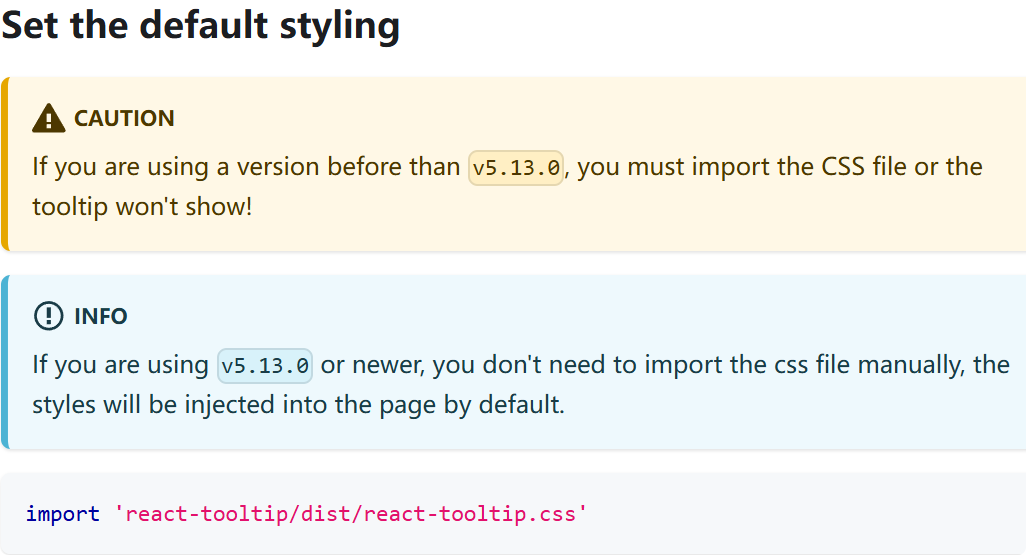 Set the default styling
CAUTION
If you are using a version before than v5.13.0, you must import the CSS file or the
tooltip won't show!
INFO
If you are using v5.13.0 or newer, you don't need to import the css file manually, the
styles will be injected into the page by default.
import 'react-tooltip/dist/react-tooltip.css'